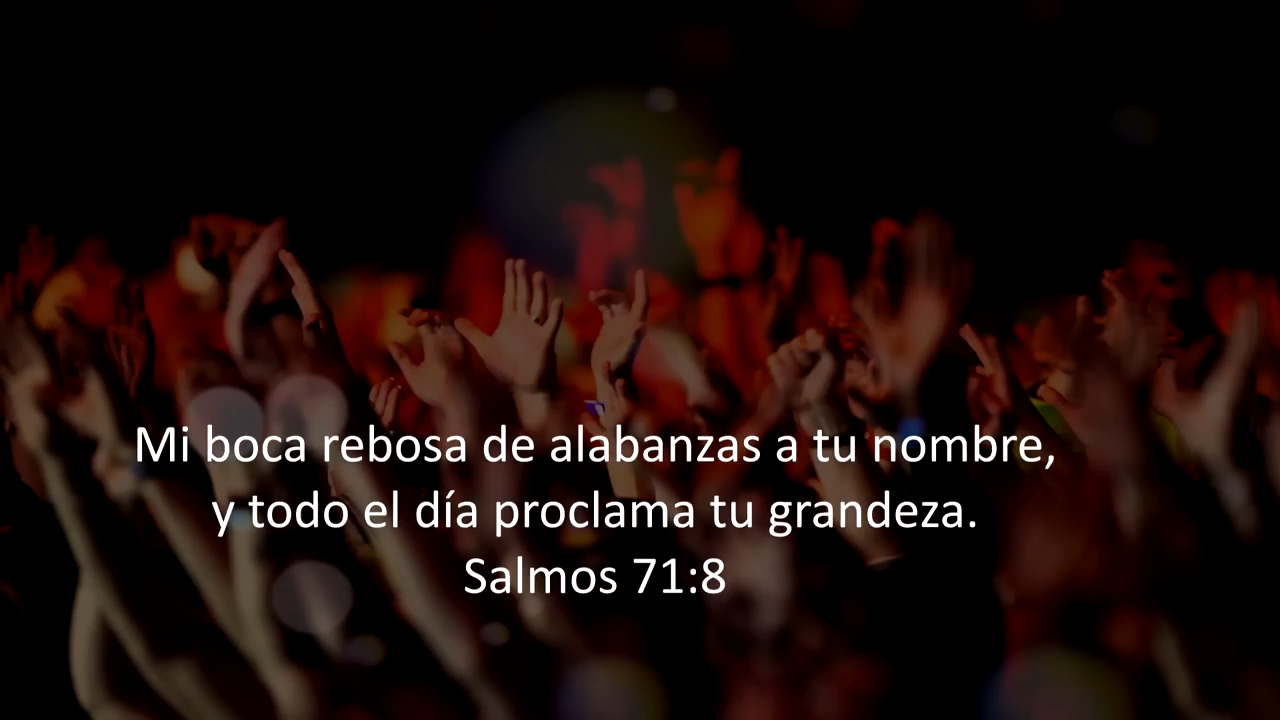 Mi boca rebosa de alabanzas a tu nombre,
y todo el día proclama tu grandeza.
Salmos 71:8